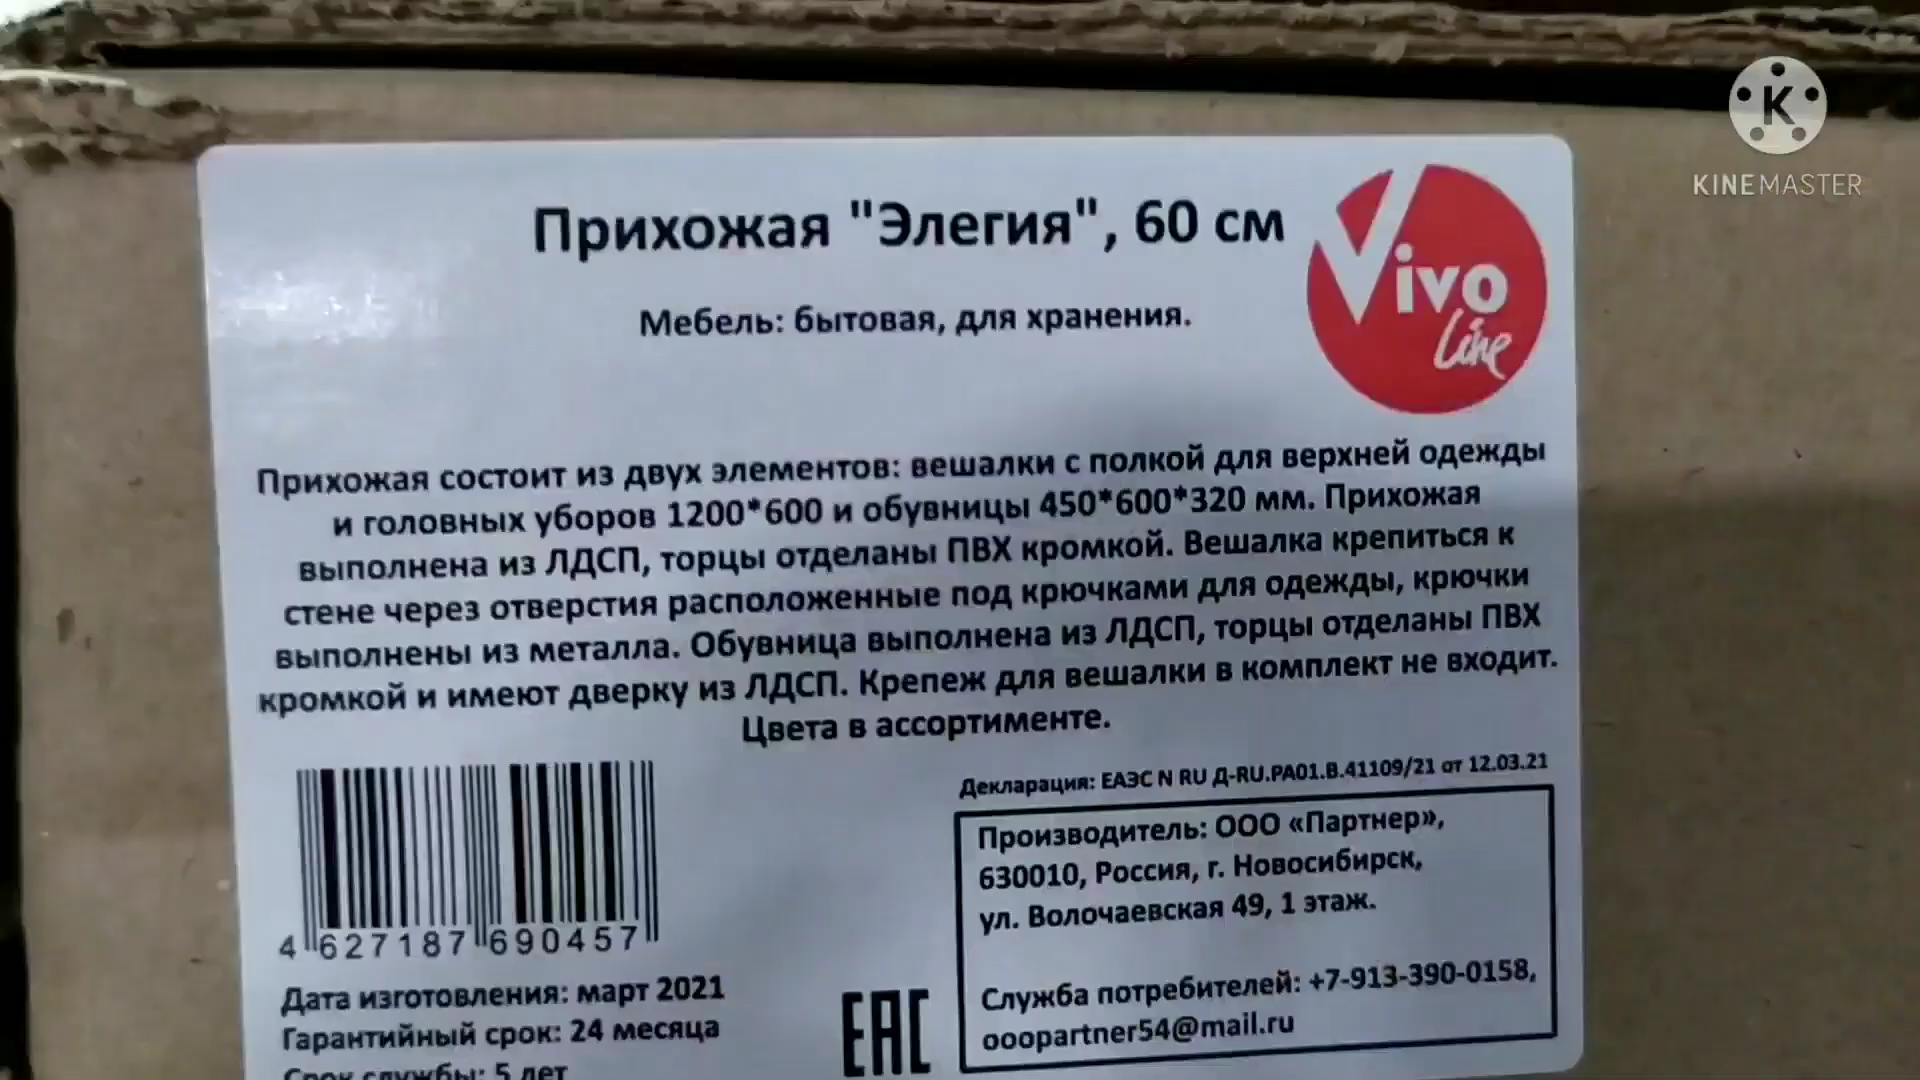 K
KINEMASTER
Прихожая "Элегия", 60 см
Vivo
Line
Мебель: бытовая, для хранения.
Прихожая состоит из двух элементов: вешалки с полкой для верхней одежды
и головных уборов 1200*600 и обувницы 450*600*320 мм. Прихожая
выполнена из ЛДСП, торцы отделаны ПВХ кромкой. Вешалка крепиться к
стене через отверстия расположенные под крючками для одежды, крючки
выполнены из металла. Обувница выполнена из ЛДСП, торцы отделаны ПВХ
кромкой и имеют дверку из ЛДСП. Крепеж для вешалки в комплект не входит.
Цвета в ассортименте.
4 627187 690457
Дата изготовления: март 2021
Гарантийный срок: 24 месяца
Срок службы: 5 лет
ЕАС
Декларация: ЕАЭС N RU Д-RU.РА01.В.41109/21 от 12.03.21
Производитель: ООО «Партнер»,
630010, Россия, г. Новосибирск,
ул. Волочаевская 49, 1 этаж.
Служба потребителей: +7-913-390-0158,
ooopartner54@mail.ru